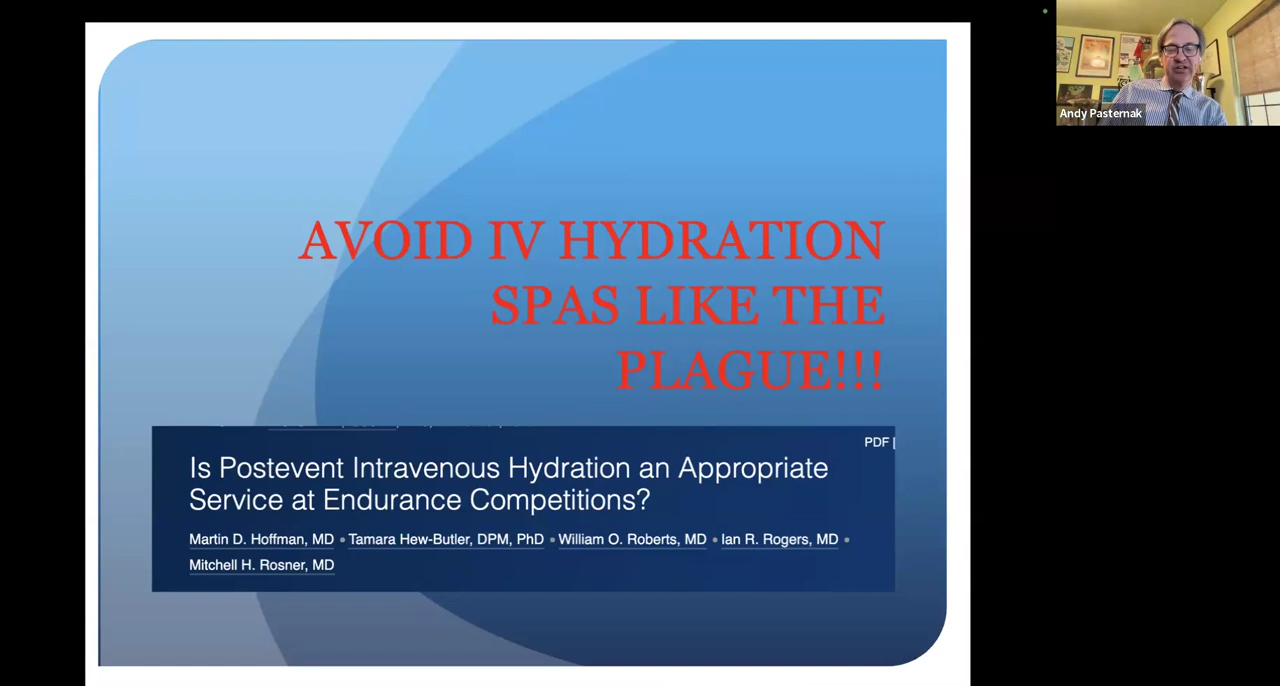 AVOID IV HYDRATION
SPAS LIKE THE
PLAGUE!!!
PDF |
Is Postevent Intravenous Hydration an Appropriate
Service at Endurance Competitions?
Martin D. Hoffman, MD • Tamara Hew-Butler, DPM, PhD • William O. Roberts, MD • Ian R. Rogers, MD •
Mitchell H. Rosner, MD
Andy Pasternak